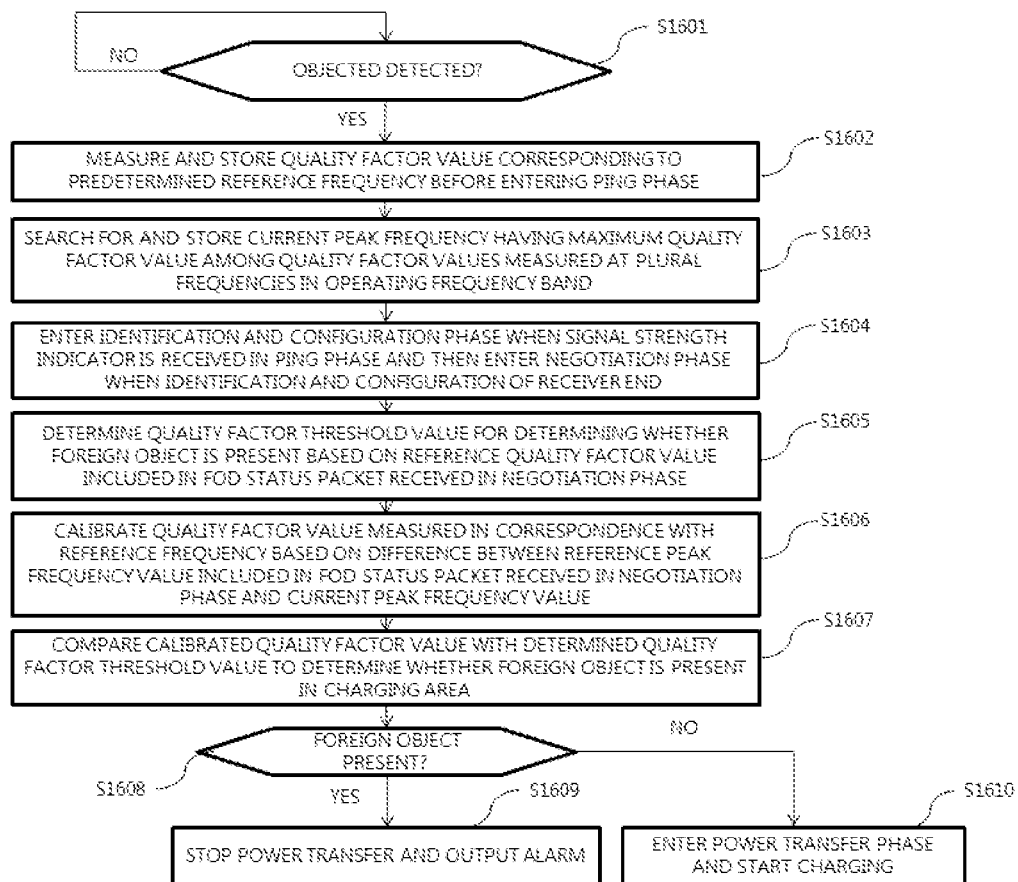 S1601
NO
OBJECTED DETECTED?
YES
S1602
MEASURE AND STORE QUALITY FACTOR VALUE CORRESPONDING TO
PREDETERMINED REFERENCE FREQUENCY BEFORE ENTERING PING PHASE
S1603
SEARCH FOR AND STORE CURRENT PEAK FREQUENCY HAVING MAXIMUM QUALITY
FACTOR VALUE AMONG QUALITY FACTOR VALUES MEASURED AT PLURAL
FREQUENCIES IN OPERATING FREQUENCY BAND
S1604
ENTER IDENTIFICATION AND CONFIGURATION PHASE WHEN SIGNAL STRENGTH
INDICATOR IS RECEIVED IN PING PHASE AND THEN ENTER NEGOTIATION PHASE
WHEN IDENTIFICATION AND CONFIGURATION OF RECEIVER END
S1605
DETERMINE QUALITY FACTOR THRESHOLD VALUE FOR DETERMINING WHETHER
FOREIGN OBJECT IS PRESENT BASED ON REFERENCE QUALITY FACTOR VALUE
INCLUDED IN FOD STATUS PACKET RECEIVED IN NEGOTIATION PHASE
S1606
CALIBRATE QUALITY FACTOR VALUE MEASURED IN CORRESPONDENCE WITH
REFERENCE FREQUENCY BASED ON DIFFERENCE BETWEEN REFERENCE PEAK
FREQUENCY VALUE INCLUDED IN FOD STATUS PACKET RECEIVED IN NEGOTIATION
PHASE AND CURRENT PEAK FREQUENCY VALUE
S1607
COMPARE CALIBRATED QUALITY FACTOR VALUE WITH DETERMINED QUALITY
FACTOR THRESHOLD VALUE TO DETERMINE WHETHER FOREIGN OBJECT IS PRESENT
IN CHARGING AREA
FOREIGN OBJECT
PRESENT?
NO
S1608
YES
S1609
S1610
STOP POWER TRANSFER AND OUTPUT ALARM
ENTER POWER TRANSFER PHASE
AND START CHARGING